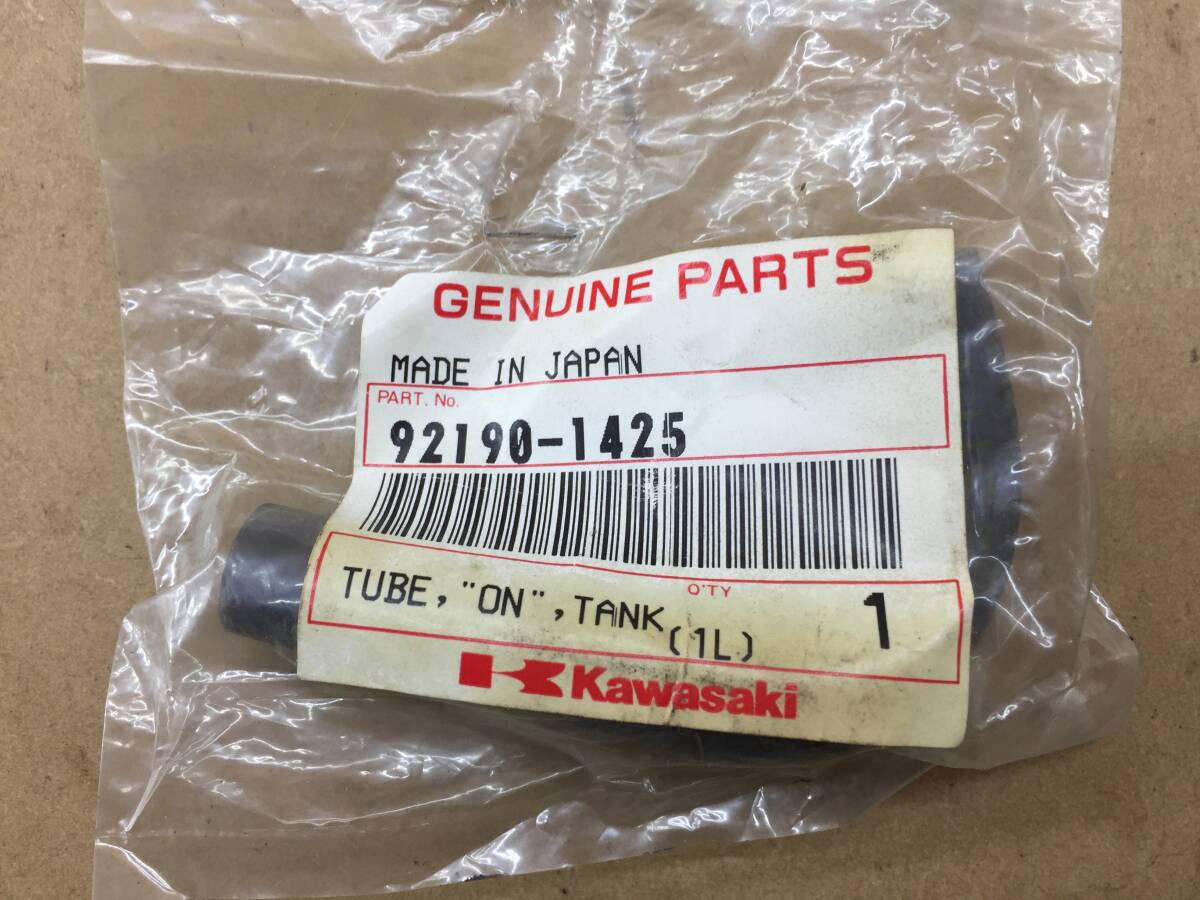 GENUINE PARTS
MADE IN JAPAN
PART. No.
92190-1425
Q'TY
TUBE, "ON", TANK (1L) 1
Kawasaki